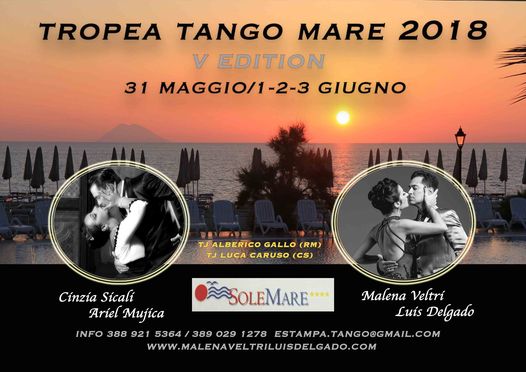 TROPEA TANGO MARE 2018
V EDITION
31 MAGGIO/1-2-3 GIUGNO
TJ ALBERICO GALLO (RM)
TJ LUCA CARUSO (CS)
Cinzia Sicali
Ariel Mujica
SOLEMARE****
Malena Veltri
Luis Delgado
INFO 388 921 5364 / 389 029 1278 ESTAMPA.TANGO@GMAIL.COM
WWW.MALENAVELTRILUISDELGADO.COM